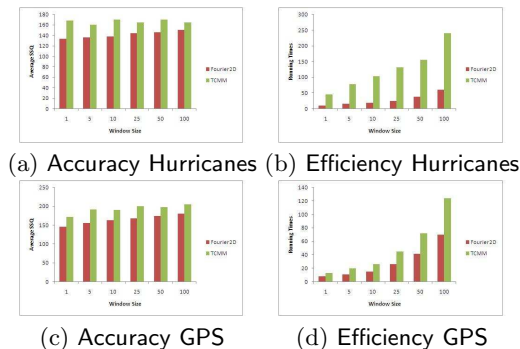 180
160
140
120
100
80
60
40
20
0
Average SSQ
1 5 10 25 50 100
Window Size
Fourier2D
TCMM
300
250
200
150
100
50
0
Running Times
1 5 10 25 50 100
Window Size
Fourier2D
TCMM
(a) Accuracy Hurricanes
(b) Efficiency Hurricanes
250
200
150
100
50
0
Average SSQ
1 5 10 25 50 100
Window Size
Fourier2D
TCMM
140
120
100
80
60
40
20
0
Running Times
1 5 10 25 50 100
Window Size
Fourier2D
TCMM
(c) Accuracy GPS
(d) Efficiency GPS